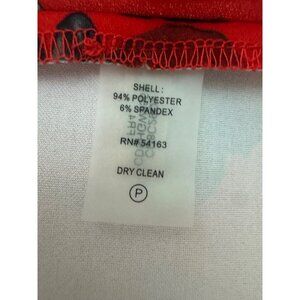 SHELL:
94% POLYESTER
6% SPANDEX
RN# 54163
DRY CLEAN
P